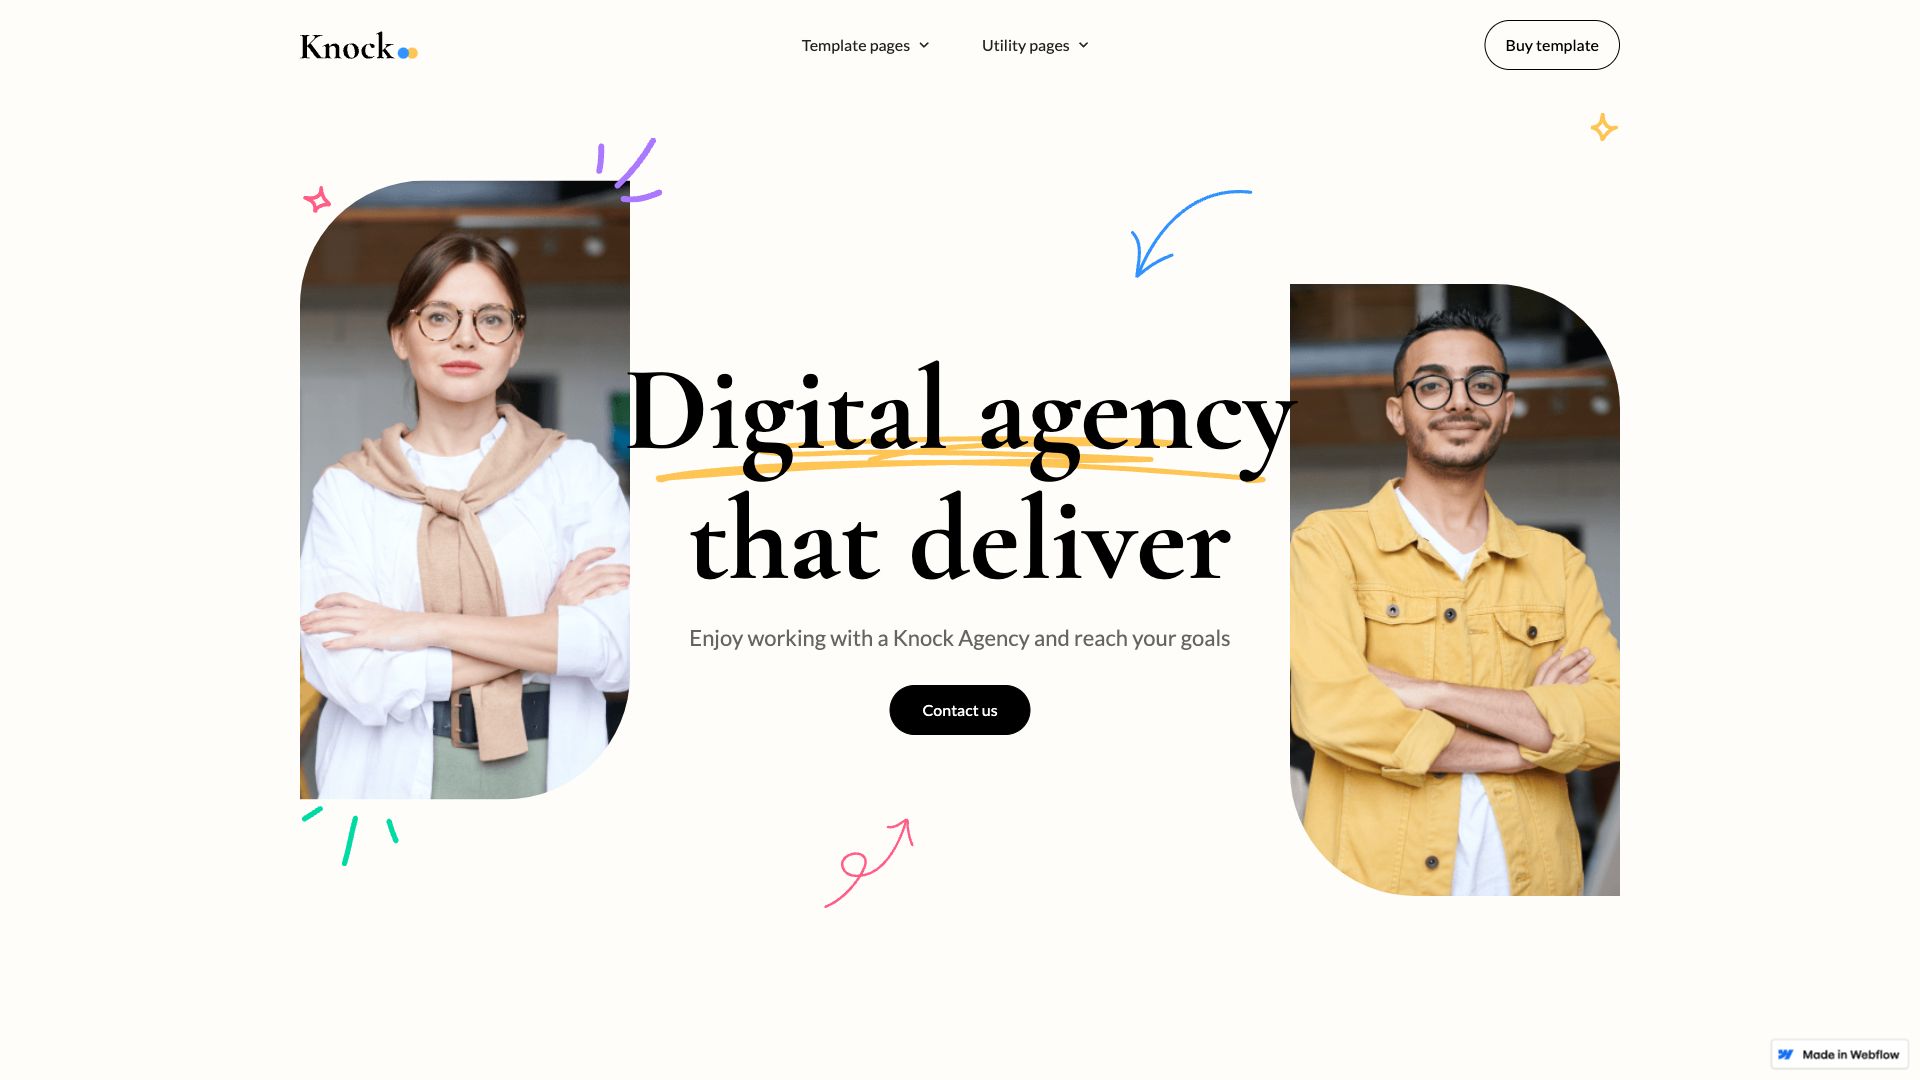 Knock
Template pages
Utility pages
Buy template
Digital agency
that deliver
Enjoy working with a Knock Agency and reach your goals
Contact us
Made in Webflow